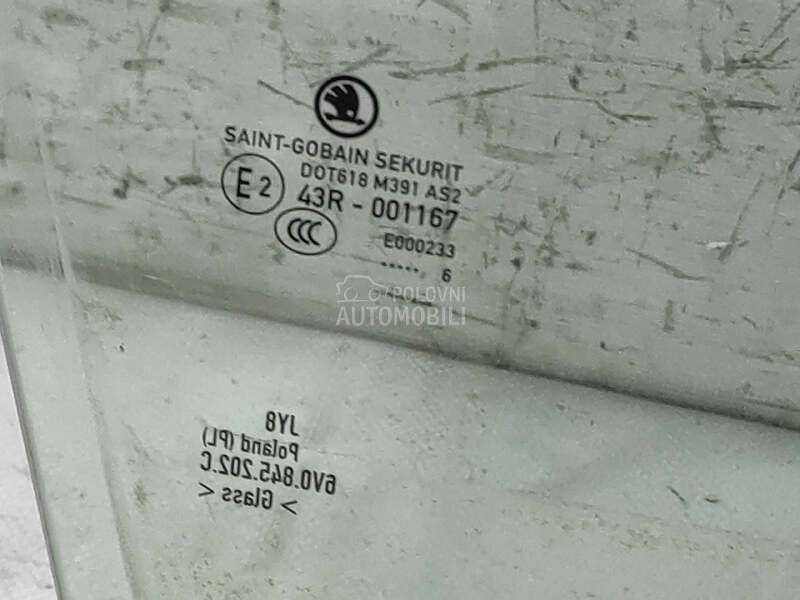 SAINT-GOBAIN SEKURIT
DOT618 M391 AS2
E2 43R - 001167
CCC
E000233
..... 6
POLOVNI
AUTOMOBILI
JY8
Poland (PL)
6V0.845.202.C
> Glass <